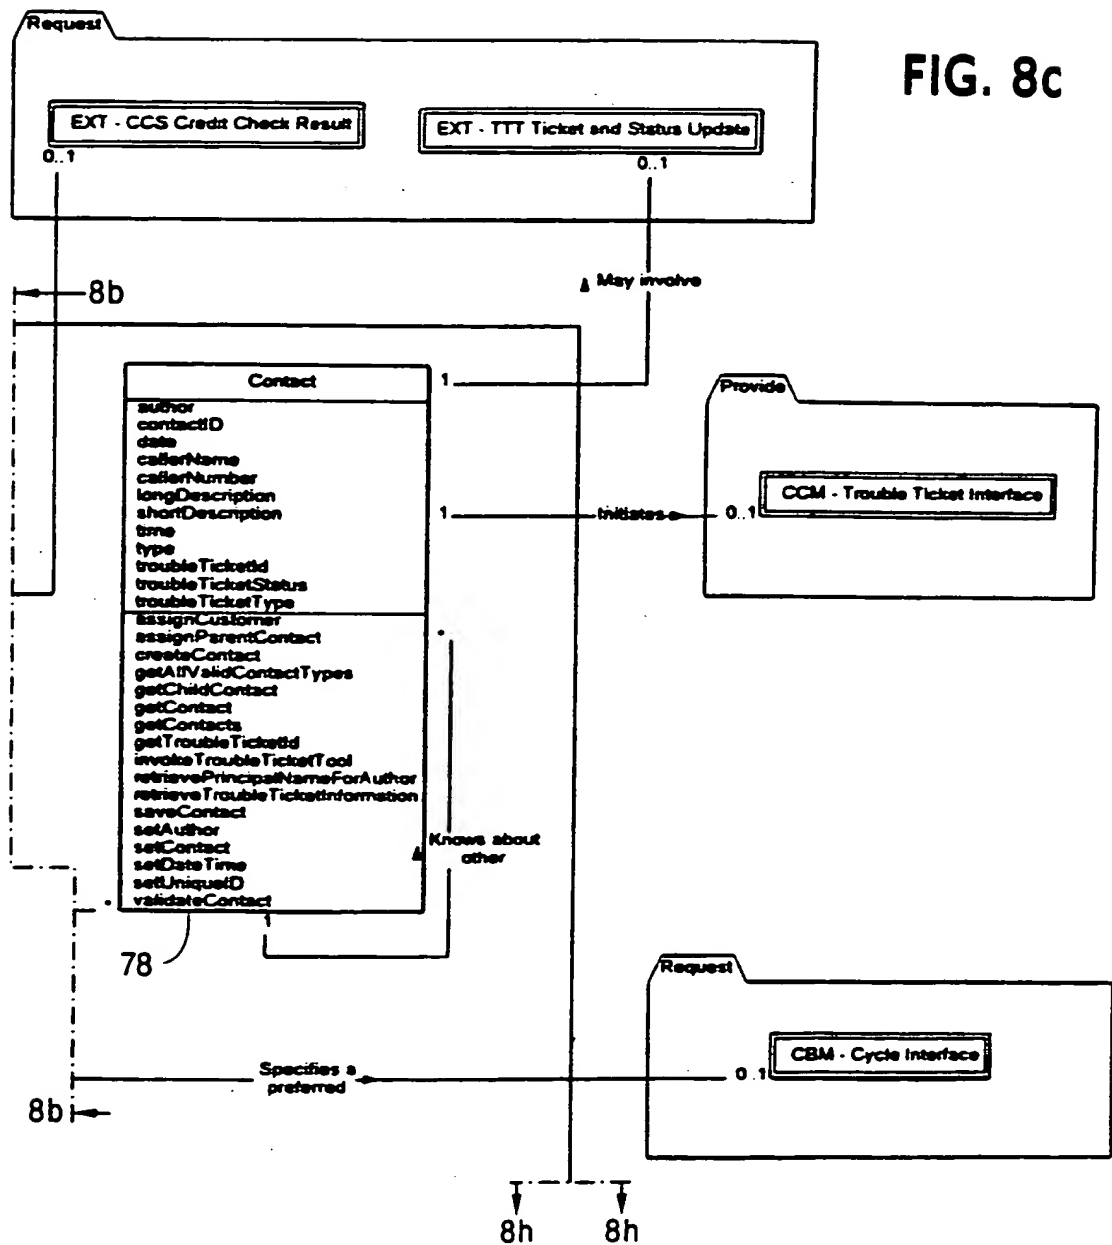 Request
FIG. 8c
EXT - CCS Credit Check Result
EXT - TTT Ticket and Status Update
0..1
0..1
May involve
8b
Contact
1
author
contactID
date
callerName
callerNumber
longDescription
shortDescription
time
type
troubleTicketId
troubleTicketStatus
troubleTicketType
Provide
CCM - Trouble Ticket Interface
1
Initiates
0..1
assignCustomer
assignParentContact
createContact
getAllValidContactTypes
getChildContact
getContact
getContacts
getTroubleTicketId
invokeTroubleTicketTool
retrievePrincipalNameForAuthor
retrieveTroubleTicketInformation
saveContact
setAuthor
setContact
setDateTime
setUniqueID
validateContact
*
Knows about
other
*
1
78
Request
CBM - Cycle Interface
Specifies a
preferred
0..1
8b
8h
8h